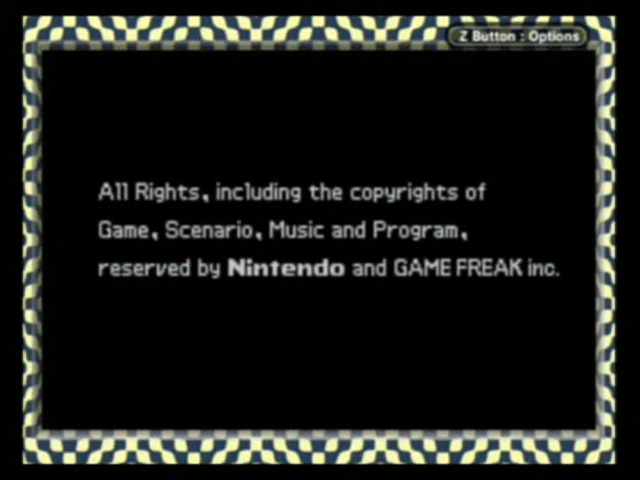 Z Button : Options
All Rights, including the copyrights of
Game, Scenario, Music and Program,
reserved by Nintendo and GAME FREAK inc.